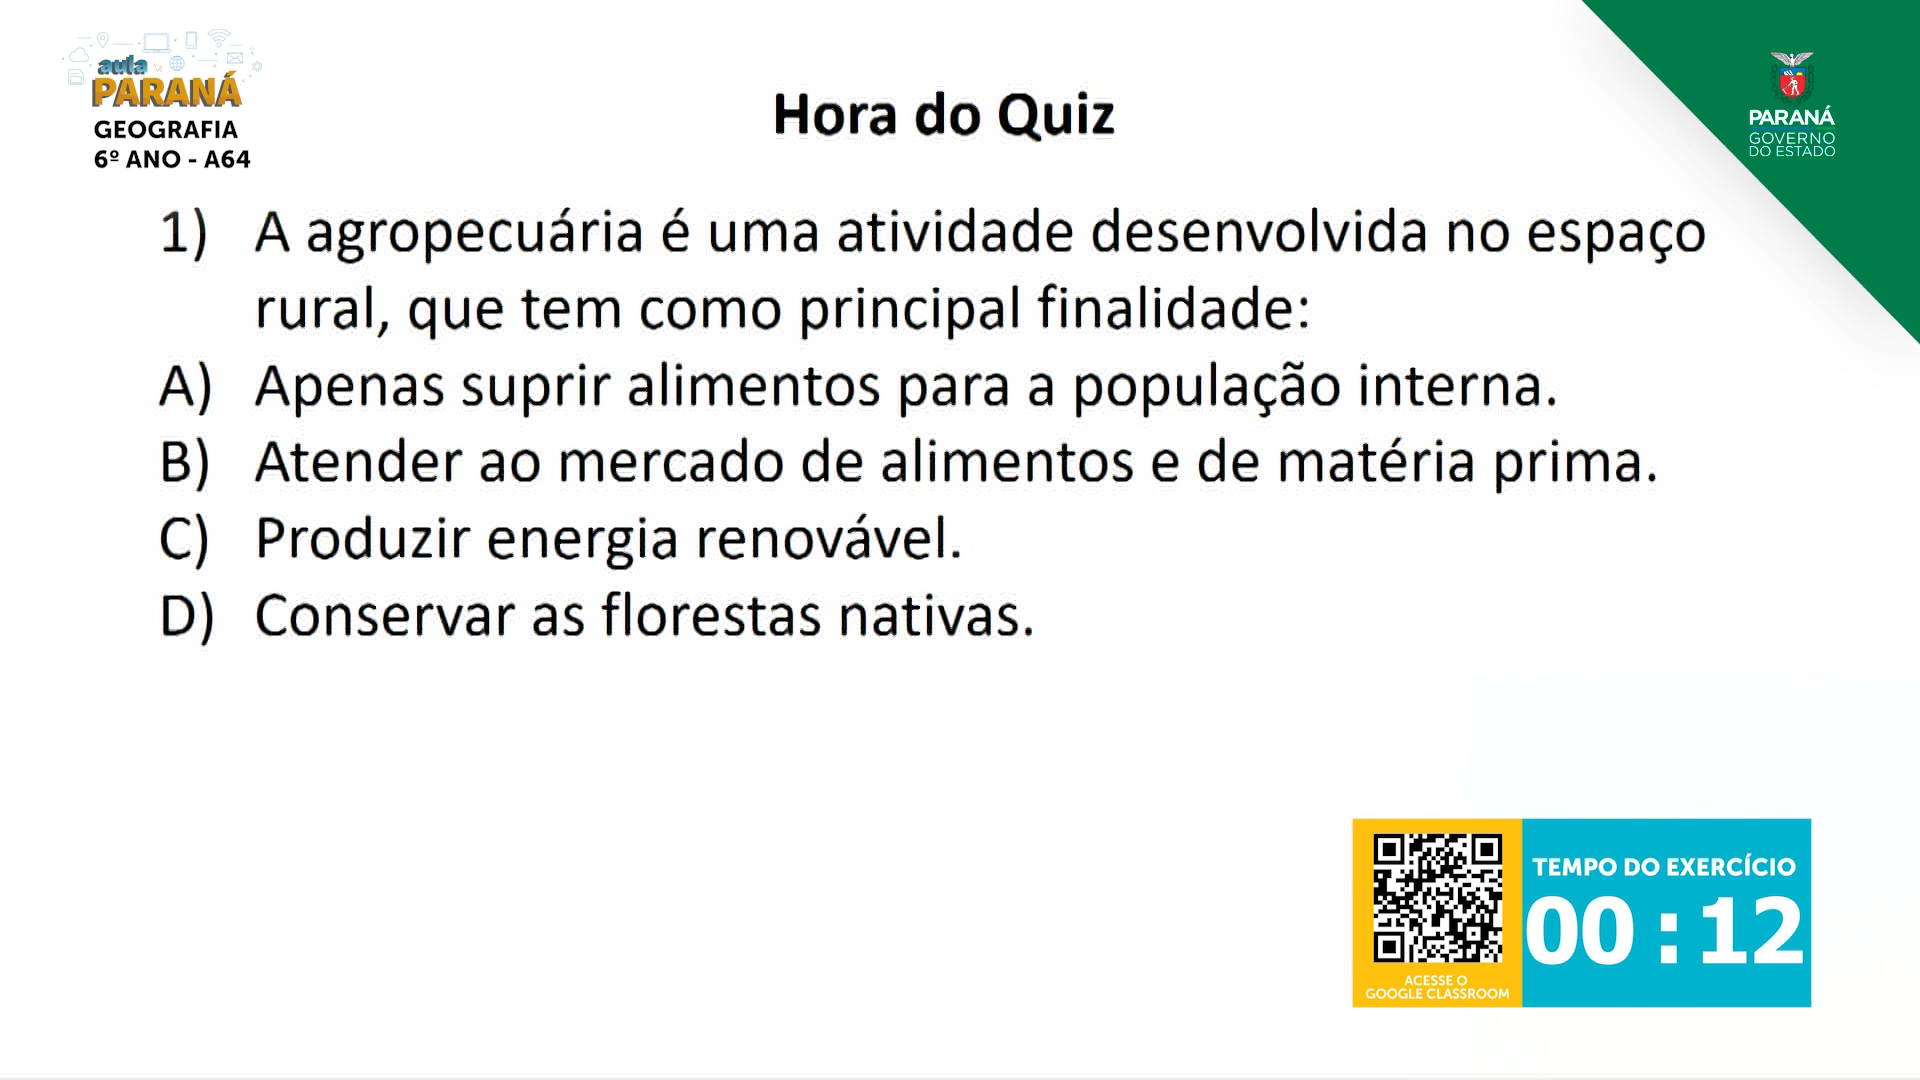 aula
PARANÁ
GEOGRAFIA
6º ANO - A64
Hora do Quiz
PARANÁ
GOVERNO
DO ESTADO
1) A agropecuária é uma atividade desenvolvida no espaço
rural, que tem como principal finalidade:
A) Apenas suprir alimentos para a população interna.
B) Atender ao mercado de alimentos e de matéria prima.
C) Produzir energia renovável.
D) Conservar as florestas nativas.
ACESSE O
GOOGLE CLASSROOM
TEMPO DO EXERCÍCIO
00 : 12